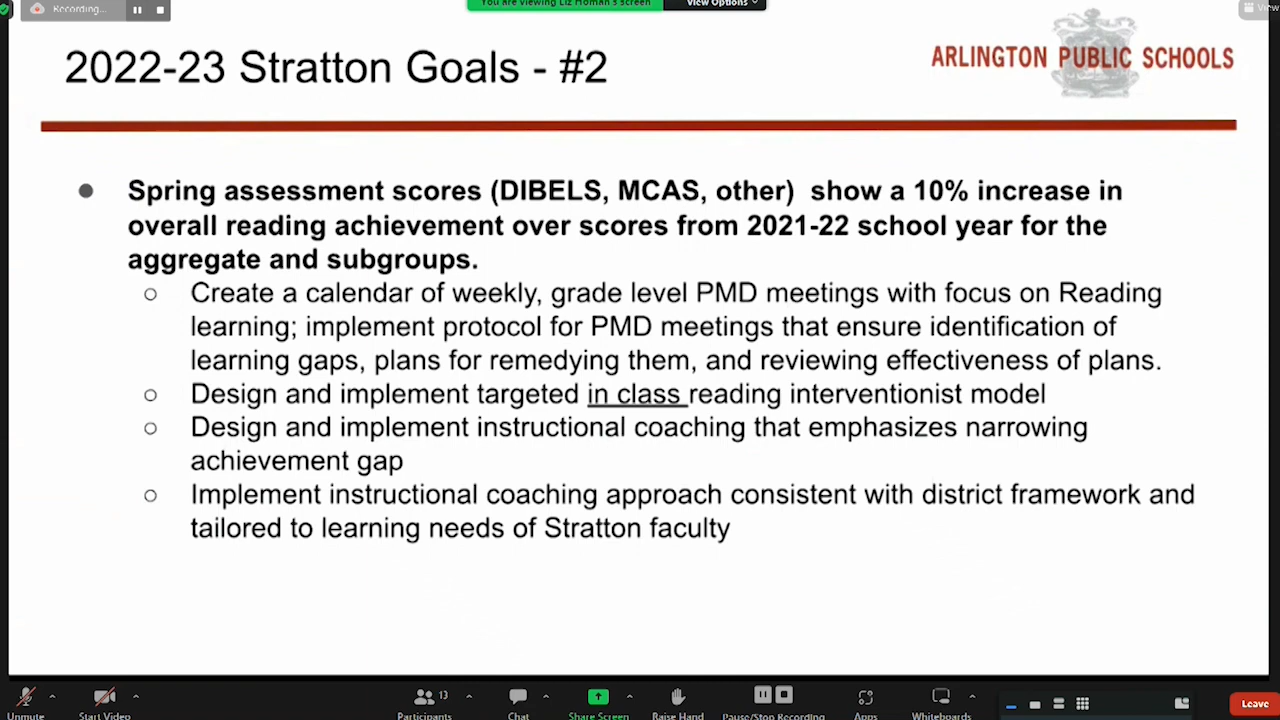 Recording...
You are viewing Liz Homan's screen
View Options
View
2022-23 Stratton Goals - #2
ARLINGTON PUBLIC SCHOOLS
● Spring assessment scores (DIBELS, MCAS, other)  show a 10% increase in
overall reading achievement over scores from 2021-22 school year for the
aggregate and subgroups.
○ Create a calendar of weekly, grade level PMD meetings with focus on Reading
learning; implement protocol for PMD meetings that ensure identification of
learning gaps, plans for remedying them, and reviewing effectiveness of plans.
○ Design and implement targeted in class reading interventionist model
○ Design and implement instructional coaching that emphasizes narrowing
achievement gap
○ Implement instructional coaching approach consistent with district framework and
tailored to learning needs of Stratton faculty
13
Unmute
Start Video
Participants
Chat
Share Screen
Raise Hand
Pause/Stop Recording
Apps
Whiteboards
Leave